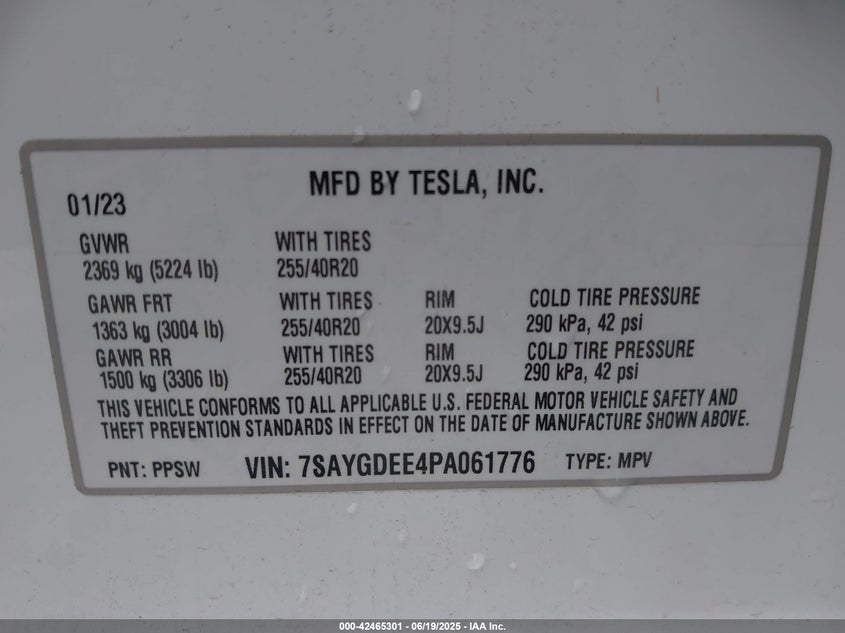 MFD BY TESLA, INC.
01/23
GVWR WITH TIRES
2369 kg (5224 lb) 255/40R20
GAWR FRT WITH TIRES RIM COLD TIRE PRESSURE
1363 kg (3004 lb) 255/40R20 20X9.5J 290 kPa, 42 psi
GAWR RR WITH TIRES RIM COLD TIRE PRESSURE
1500 kg (3306 lb) 255/40R20 20X9.5J 290 kPa, 42 psi
THIS VEHICLE CONFORMS TO ALL APPLICABLE U.S. FEDERAL MOTOR VEHICLE SAFETY AND
THEFT PREVENTION STANDARDS IN EFFECT ON THE DATE OF MANUFACTURE SHOWN ABOVE.
PNT: PPSW VIN: 7SAYGDEE4PA061776 TYPE: MPV
000-42465301 - 06/19/2025 - IAA Inc.